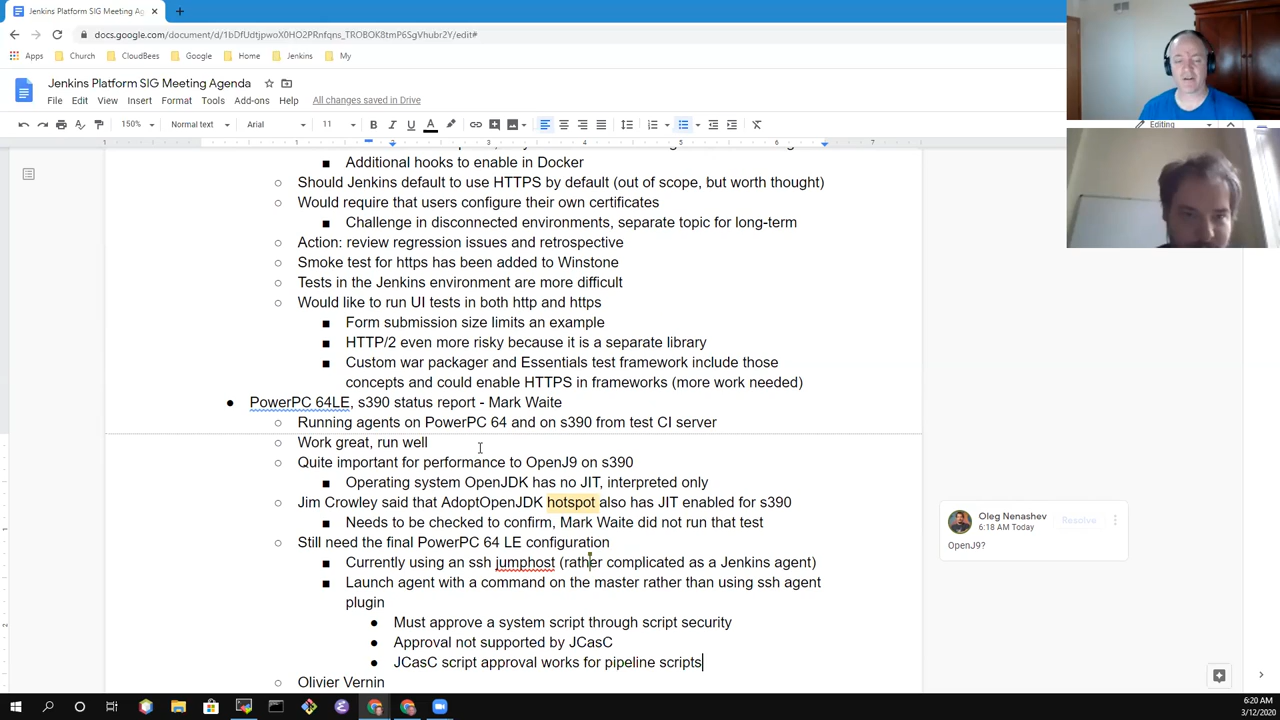 Jenkins Platform SIG Meeting Ag
docs.google.com/document/d/1bDfUdtjpwoX0HO2PRnfqns_TROBOK8tmP6SgVhubr2Y/edit#
Apps Church CloudBees Google Home Jenkins My
Jenkins Platform SIG Meeting Agenda
File Edit View Insert Format Tools Add-ons Help All changes saved in Drive
150% Normal text Arial 11 B I U A Editing
1 3 4 5 6 7
Additional hooks to enable in Docker
Should Jenkins default to use HTTPS by default (out of scope, but worth thought)
Would require that users configure their own certificates
Challenge in disconnected environments, separate topic for long-term
Action: review regression issues and retrospective
Smoke test for https has been added to Winstone
Tests in the Jenkins environment are more difficult
Would like to run UI tests in both http and https
Form submission size limits an example
HTTP/2 even more risky because it is a separate library
Custom war packager and Essentials test framework include those
concepts and could enable HTTPS in frameworks (more work needed)
PowerPC 64LE, s390 status report - Mark Waite
Running agents on PowerPC 64 and on s390 from test CI server
Work great, run well
Quite important for performance to OpenJ9 on s390
Operating system OpenJDK has no JIT, interpreted only
Jim Crowley said that AdoptOpenJDK hotspot also has JIT enabled for s390
Needs to be checked to confirm, Mark Waite did not run that test
Still need the final PowerPC 64 LE configuration
Currently using an ssh jumphost (rather complicated as a Jenkins agent)
Launch agent with a command on the master rather than using ssh agent
plugin
Must approve a system script through script security
Approval not supported by JCasC
JCasC script approval works for pipeline scripts
Olivier Vernin
Oleg Nenashev
6:18 AM Today
Resolve
OpenJ9?
6:20 AM
3/12/2020